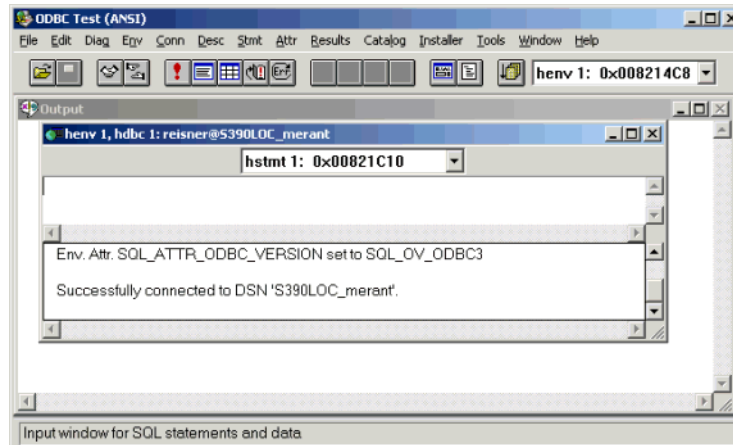 ODBC Test (ANSI)
File Edit Diag Env Conn Desc Stmt Attr Results Catalog Installer Tools Window Help
Erf.
henv 1: 0x008214C8
Output
henv 1, hdbc 1: reisner@S390LOC_merant
hstmt 1: 0x00821C10
Env. Attr. SQL_ATTR_ODBC_VERSION set to SQL_OV_ODBC3
Successfully connected to DSN 'S390LOC_merant'.
Input window for SQL statements and data